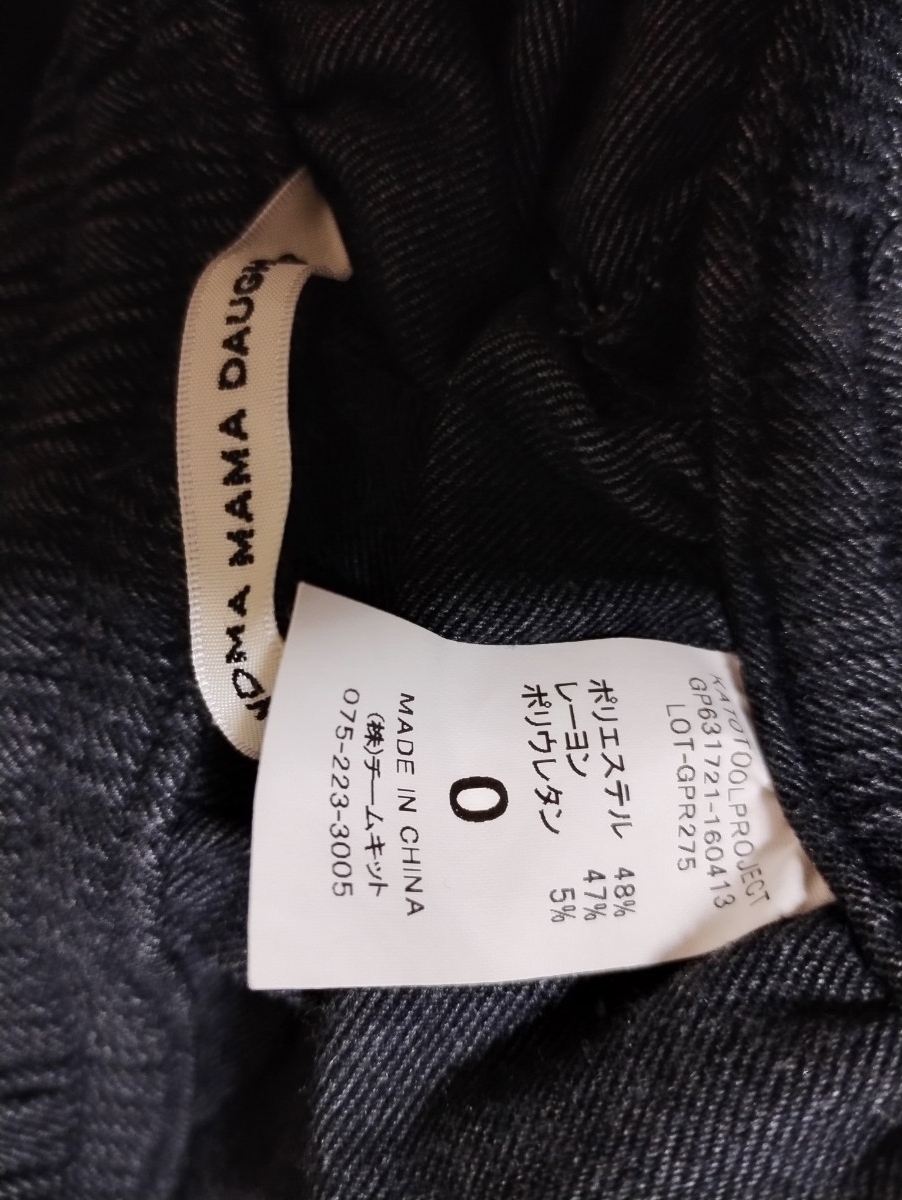 MAMA DAUGH
KATOTOOLPROJECT
GP631721-160413
LOT-GPR275
ポリエステル 48%
レーヨン 47%
ポリウレタン 5%
0
MADE IN CHINA
(株)チームキット
075-223-3005